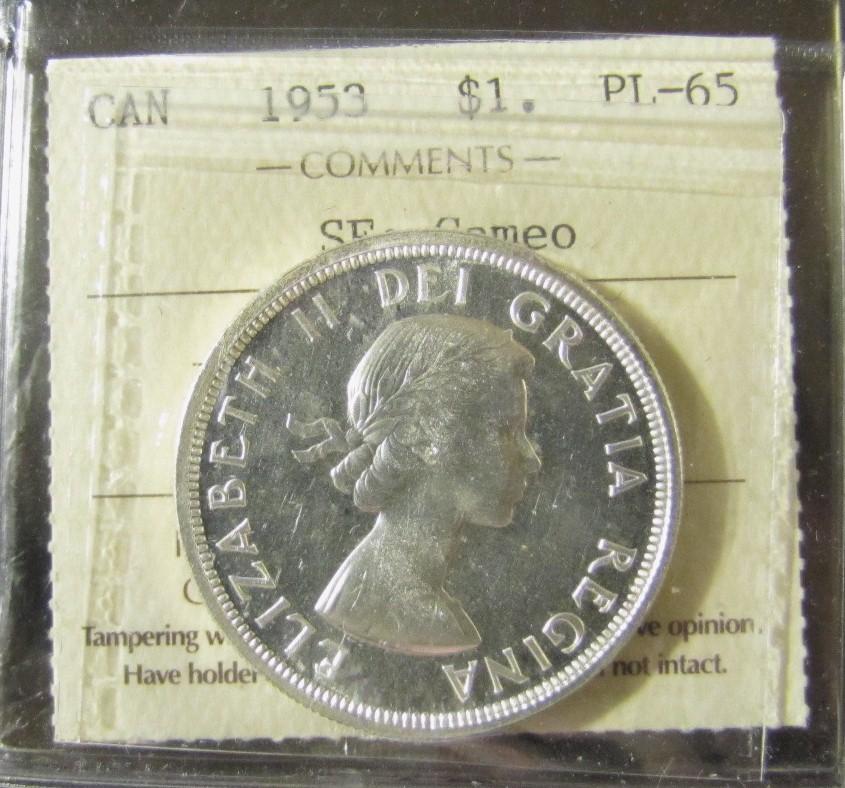 CAN 1953 $1. PL-65
— COMMENTS —
SF; Cameo
ELIZABETH II DEI GRATIA REGINA
Tampering w ve opinion.
Have holder not intact.